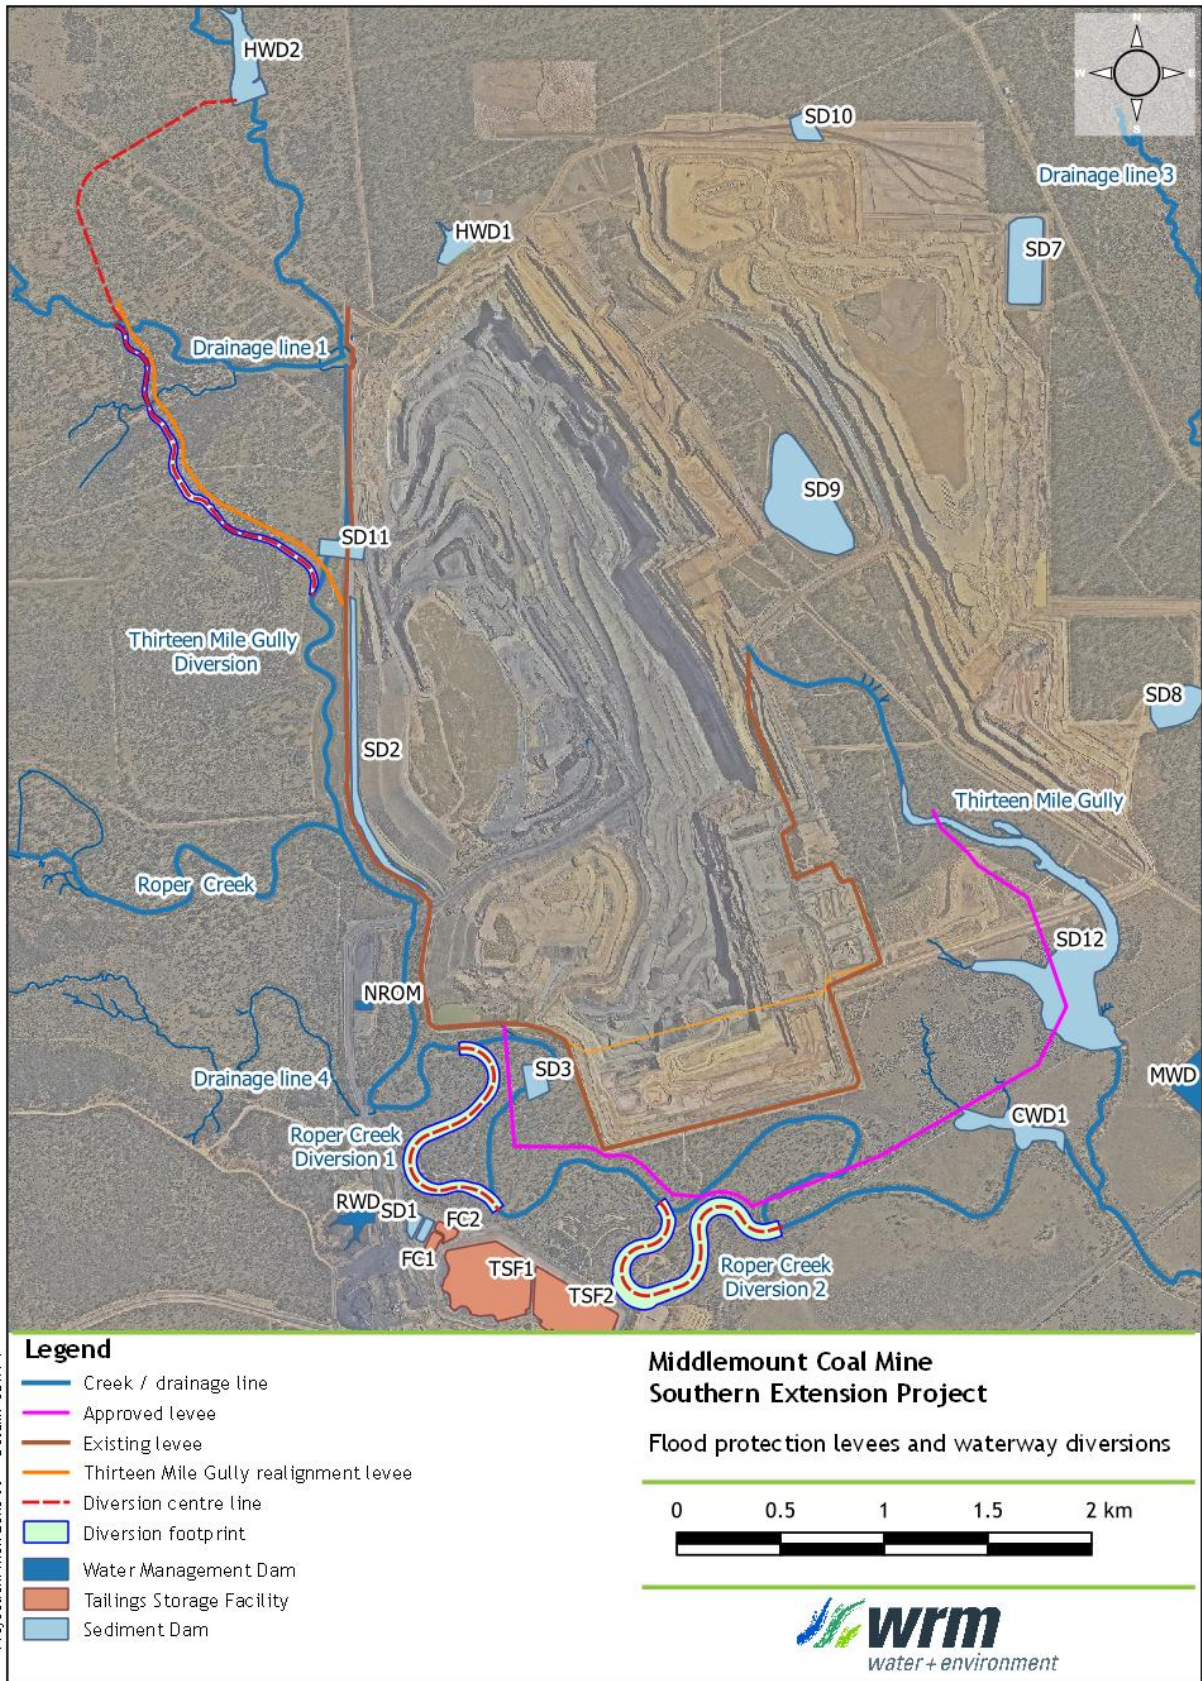 HWD2
N
W
E
S
SD10
Drainage line 3
HWD1
SD7
Drainage line 1
SD9
SD11
Thirteen Mile Gully
Diversion
SD8
SD2
Thirteen Mile Gully
Roper Creek
SD12
NROM
Drainage line 4
SD3
MWD
CWD1
Roper Creek
Diversion 1
RWD
SD1
FC2
FC1
TSF1
TSF2
Roper Creek
Diversion 2
Legend
Creek / drainage line
Approved levee
Existing levee
Thirteen Mile Gully realignment levee
Diversion centre line
Diversion footprint
Water Management Dam
Tailings Storage Facility
Sediment Dam
Middlemount Coal Mine
Southern Extension Project
Flood protection levees and waterway diversions
0 0.5 1 1.5 2 km
wrm
water + environment